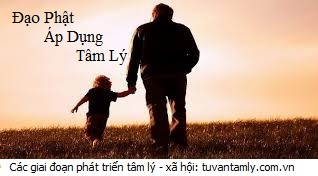 Đạo Phật
Áp Dụng
Tâm Lý
Các giai đoạn phát triển tâm lý - xã hội: tuvantamly.com.vn